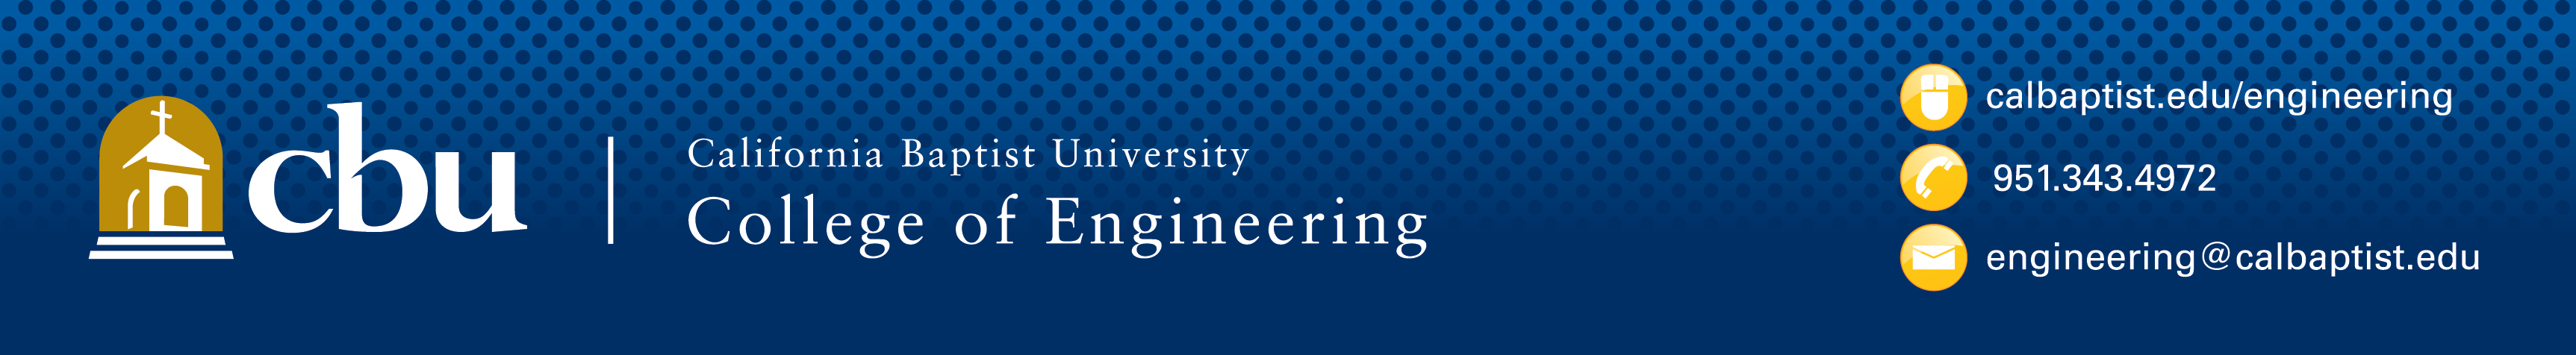 cbu
California Baptist University
College of Engineering
calbaptist.edu/engineering
951.343.4972
engineering@calbaptist.edu